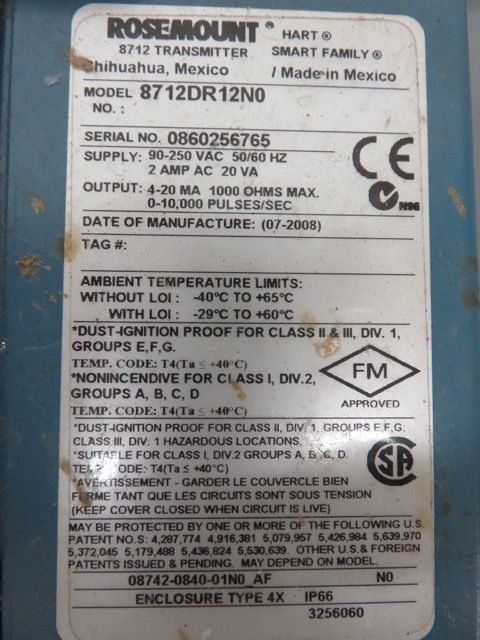 ROSEMOUNT® HART®
8712 TRANSMITTER SMART FAMILY®
Chihuahua, Mexico / Made in Mexico
MODEL 8712DR12N0
NO. :
SERIAL NO. 0860256765
SUPPLY: 90-250 VAC 50/60 HZ
2 AMP AC 20 VA
CE
OUTPUT: 4-20 MA 1000 OHMS MAX.
0-10,000 PULSES/SEC
N96
DATE OF MANUFACTURE: (07-2008)
TAG #:
AMBIENT TEMPERATURE LIMITS:
WITHOUT LOI : -40°C TO +65°C
WITH LOI : -29°C TO +60°C
*DUST-IGNITION PROOF FOR CLASS II & III, DIV. 1,
GROUPS E,F,G.
TEMP. CODE: T4(Ta ≤ +40°C)
*NONINCENDIVE FOR CLASS I, DIV.2,
GROUPS A, B, C, D
TEMP. CODE: T4(Ta ≤ +40°C)
FM
APPROVED
*DUST-IGNITION PROOF FOR CLASS II, DIV. 1, GROUPS E,F,G;
CLASS III, DIV. 1 HAZARDOUS LOCATIONS.
*SUITABLE FOR CLASS I, DIV.2 GROUPS A, B, C, D.
TEMP. CODE: T4(Ta ≤ +40°C)
*AVERTISSEMENT - GARDER LE COUVERCLE BIEN
FERME TANT QUE LES CIRCUITS SONT SOUS TENSION
(KEEP COVER CLOSED WHEN CIRCUIT IS LIVE)
SA
MAY BE PROTECTED BY ONE OR MORE OF THE FOLLOWING U.S.
PATENT NO.S: 4,287,774 4,916,381 5,079,957 5,426,984 5,639,970
5,372,045 5,179,488 5,436,824 5,530,639. OTHER U.S.& FOREIGN
PATENTS ISSUED & PENDING. MAY DEPEND ON MODEL.
08742-0840-01N0_AF N0
ENCLOSURE TYPE 4X IP66
3256060